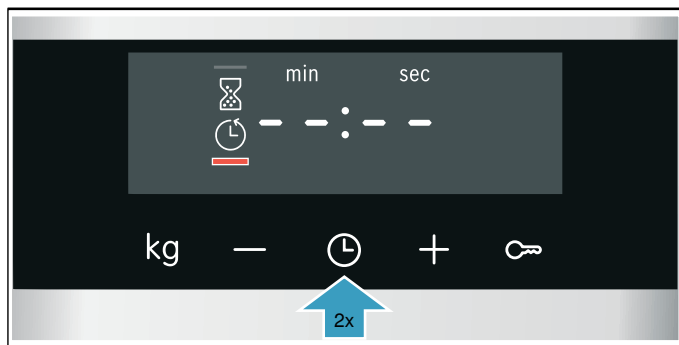 min sec
--:--
kg − +
2x